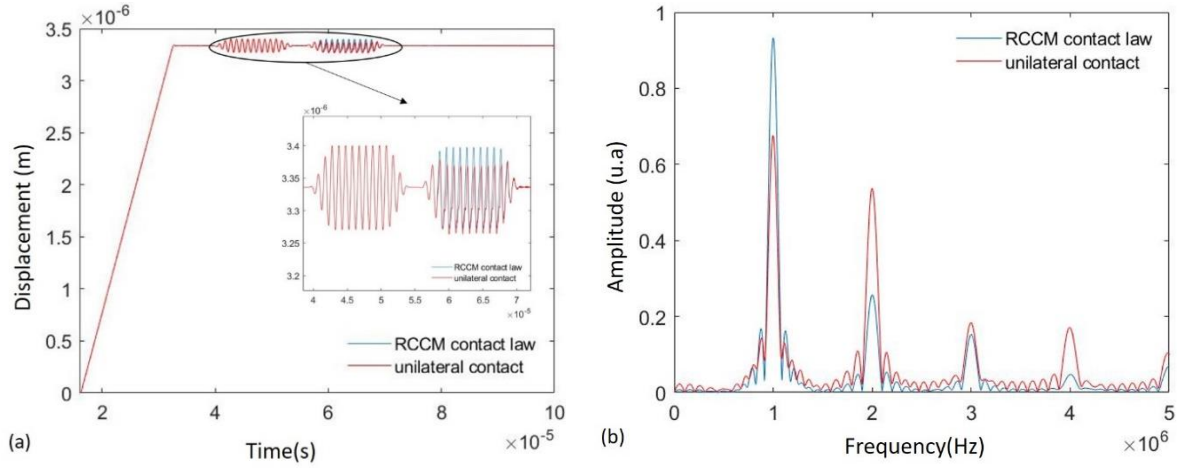 ×10⁻⁶
3.5
3
2.5
2
1.5
1
0.5
0
Displacement (m)
×10⁻⁶
3.4
3.35
3.3
3.25
3.2
RCCM contact law
unilateral contact
4 4.5 5 5.5 6 6.5 7
×10⁻⁵
RCCM contact law
unilateral contact
2 4 6 8 10
×10⁻⁵
(a)
Time(s)
1
0.8
0.6
0.4
0.2
0
Amplitude (u.a)
RCCM contact law
unilateral contact
0 1 2 3 4 5
×10⁶
(b)
Frequency(Hz)